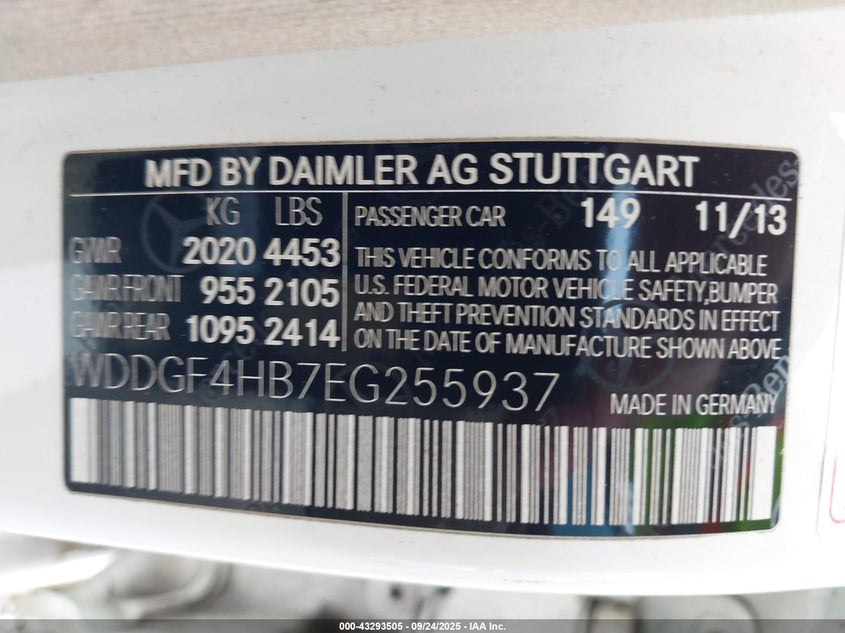 MFD BY DAIMLER AG STUTTGART
KG LBS
GVWR 2020 4453
GAWR FRONT 955 2105
GAWR REAR 1095 2414
PASSENGER CAR 149 11/13
THIS VEHICLE CONFORMS TO ALL APPLICABLE
U.S. FEDERAL MOTOR VEHICLE SAFETY,BUMPER
AND THEFT PREVENTION STANDARDS IN EFFECT
ON THE DATE OF MANUFACTURE SHOWN ABOVE.
WDDGF4HB7EG255937
MADE IN GERMANY
000-43293505 - 09/24/2025 - IAA Inc.